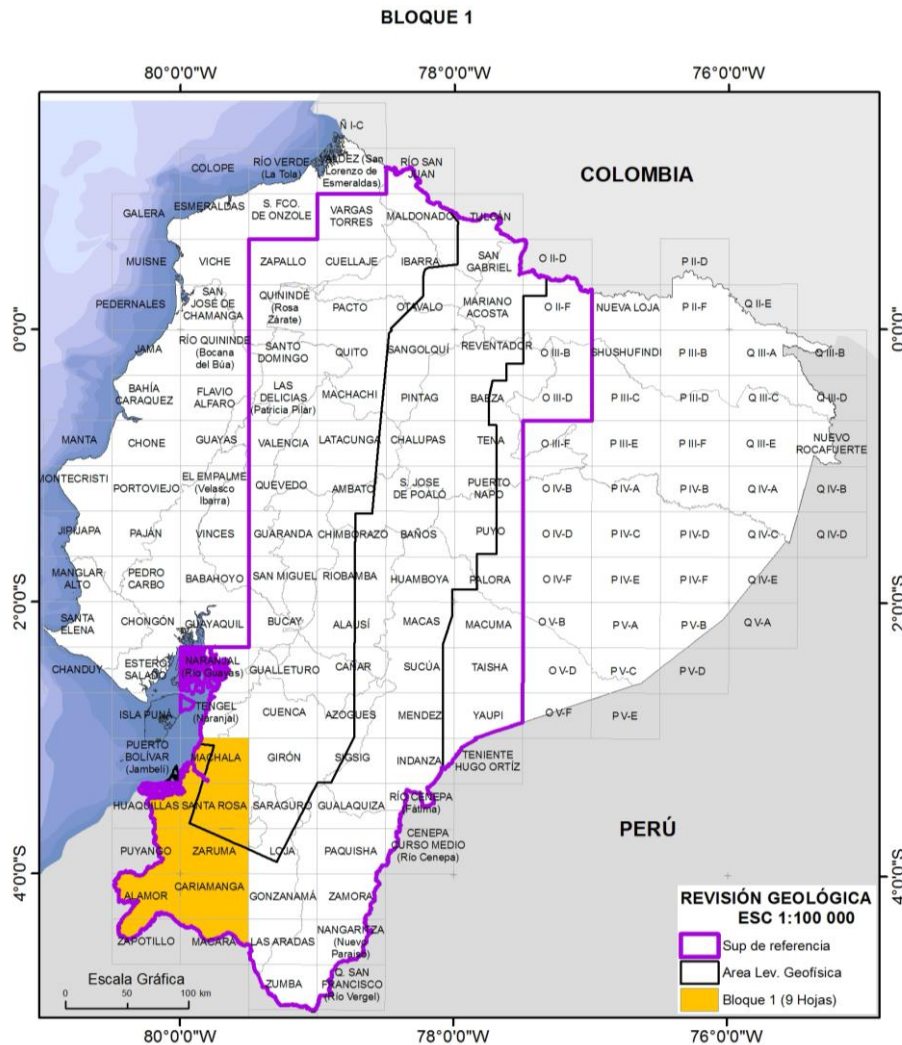 BLOQUE 1
80°0'0"W 78°0'0"W 76°0'0"W
Ñ I-C
COLOPE
RÍO VERDE
(La Tola)
VALDEZ (San
Lorenzo de
Esmeraldas)
RÍO SAN
JUAN
COLOMBIA
GALERA
ESMERALDAS
S. FCO.
DE ONZOLE
VARGAS
TORRES
MALDONADO
TULCÁN
MUISNE
VICHE
ZAPALLO
CUELLAJE
IBARRA
SAN
GABRIEL
O II-D
P II-D
PEDERNALES
SAN
JOSÉ DE
CHAMANGA
QUININDÉ
(Rosa
Zárate)
PACTO
OTAVALO
MARIANO
ACOSTA
O II-F
NUEVA LOJA
P II-F
Q II-E
0°0'0"
0°0'0"
JAMA
RÍO QUININDE
(Bocana
del Búa)
SANTO
DOMINGO
QUITO
SANGOLQUÍ
REVENTADOR
O III-B
SHUSHUFINDI
P III-B
Q III-A
Q III-B
BAHÍA
CARAQUEZ
FLAVIO
ALFARO
LAS
DELICIAS
(Patricia Pilar)
MACHACHI
PINTAG
BAEZA
O III-D
P III-C
P III-D
Q III-C
Q III-D
MANTA
CHONE
GUAYAS
VALENCIA
LATACUNGA
CHALUPAS
TENA
O III-F
P III-E
P III-F
Q III-E
NUEVO
ROCAFUERTE
MONTECRISTI
PORTOVIEJO
EL EMPALME
(Velasco
Ibarra)
QUEVEDO
AMBATO
S. JOSE
DE POALÓ
PUERTO
NAPO
O IV-B
P IV-A
P IV-B
Q IV-A
Q IV-B
JIPIJAPA
PAJÁN
VINCES
GUARANDA
CHIMBORAZO
BAÑOS
PUYO
O IV-D
P IV-C
P IV-D
Q IV-C
Q IV-D
MANGLAR
ALTO
PEDRO
CARBO
BABAHOYO
SAN MIGUEL
RIOBAMBA
HUAMBOYA
PALORA
O IV-F
P IV-E
P IV-F
Q IV-E
2°0'0"S
2°0'0"S
SANTA
ELENA
CHONGÓN
GUAYAQUIL
BUCAY
ALAUSÍ
MACAS
MACUMA
O V-B
P V-A
P V-B
Q V-A
CHANDUY
ESTERO
SALADO
NARANJAL
(Río Guayas)
GUALLETURO
CAÑAR
SUCÚA
TAISHA
O V-D
P V-C
P V-D
ISLA PUNÁ
TENGEL
(Naranjal)
CUENCA
AZOGUES
MENDEZ
YAUPI
O V-F
P V-E
PUERTO
BOLÍVAR
(Jambelí)
MACHALA
GIRÓN
SIGSIG
INDANZA
TENIENTE
HUGO ORTÍZ
HUAQUILLAS
SANTA ROSA
SARAGURO
GUALAQUIZA
RÍO CENEPA
(Fátima)
PERÚ
PUYANGO
ZARUMA
LOJA
PAQUISHA
CENEPA
CURSO MEDIO
(Río Cenepa)
4°0'0"S
4°0'0"S
ALAMOR
CARIAMANGA
GONZANAMÁ
ZAMORA
ZAPOTILLO
MACARÁ
LAS ARADAS
NANGARITZA
(Nuevo
Paraiso)
ZUMBA
Q. SAN
FRANCISCO
(Río Vergel)
REVISIÓN GEOLÓGICA
ESC 1:100 000
Sup de referencia
Area Lev. Geofísica
Bloque 1 (9 Hojas)
Escala Gráfica
0 50 100 km
80°0'0"W 78°0'0"W 76°0'0"W